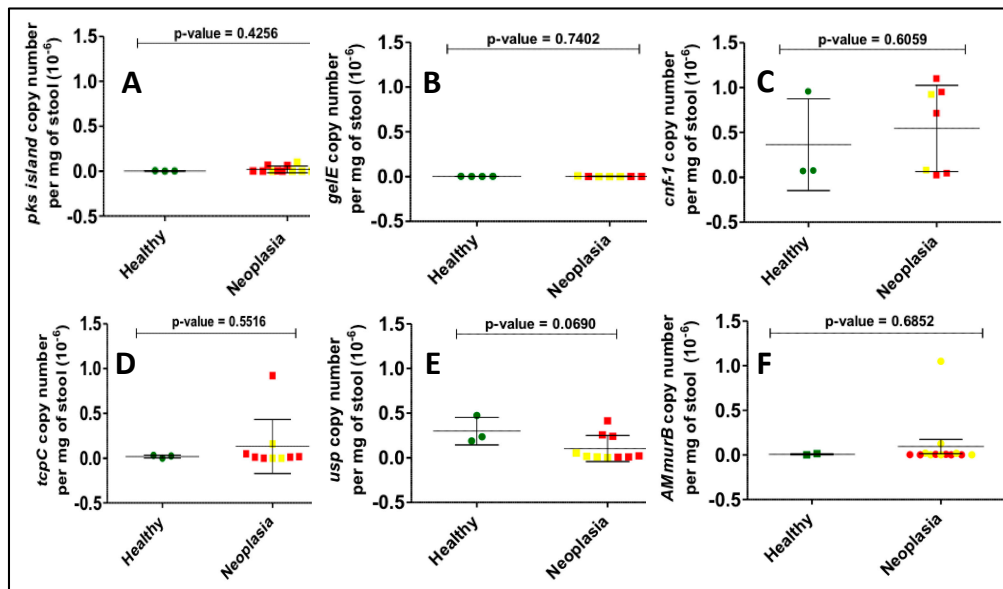 p-value = 0.4256
A
pks island copy number
per mg of stool (10-6)
1.5
1.0
0.5
0.0
-0.5
Healthy
Neoplasia
p-value = 0.7402
B
gelE copy number
per mg of stool (10-6)
1.5
1.0
0.5
0.0
-0.5
Healthy
Neoplasia
p-value = 0.6059
C
cnf-1 copy number
per mg of stool (10-6)
1.5
1.0
0.5
0.0
-0.5
Healthy
Neoplasia
p-value = 0.5516
D
tcpC copy number
per mg of stool (10-6)
1.5
1.0
0.5
0.0
-0.5
Healthy
Neoplasia
p-value = 0.0690
E
usp copy number
per mg of stool (10-6)
1.5
1.0
0.5
0.0
-0.5
Healthy
Neoplasia
p-value = 0.6852
F
AMmurB copy number
per mg of stool (10-6)
1.5
1.0
0.5
0.0
-0.5
Healthy
Neoplasia